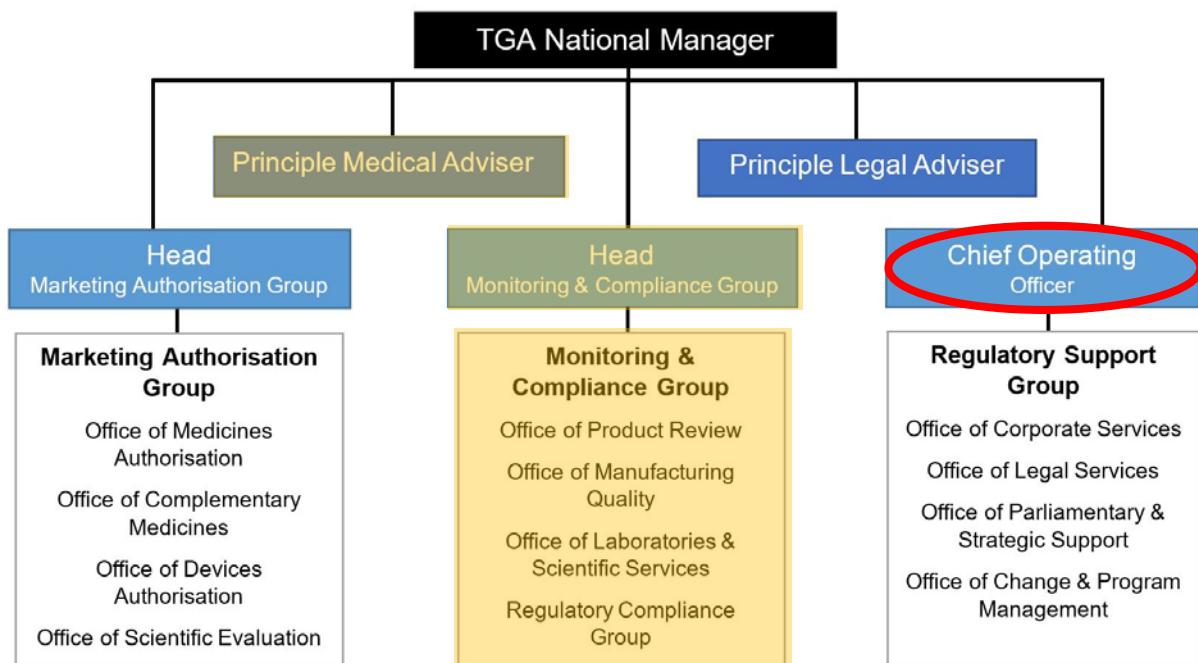 TGA National Manager
Principle Medical Adviser
Principle Legal Adviser
Head
Marketing Authorisation Group
Head
Monitoring & Compliance Group
Chief Operating
Officer
Marketing Authorisation
Group
Office of Medicines
Authorisation
Office of Complementary
Medicines
Office of Devices
Authorisation
Office of Scientific Evaluation
Monitoring &
Compliance Group
Office of Product Review
Office of Manufacturing
Quality
Office of Laboratories &
Scientific Services
Regulatory Compliance
Group
Regulatory Support
Group
Office of Corporate Services
Office of Legal Services
Office of Parliamentary &
Strategic Support
Office of Change & Program
Management